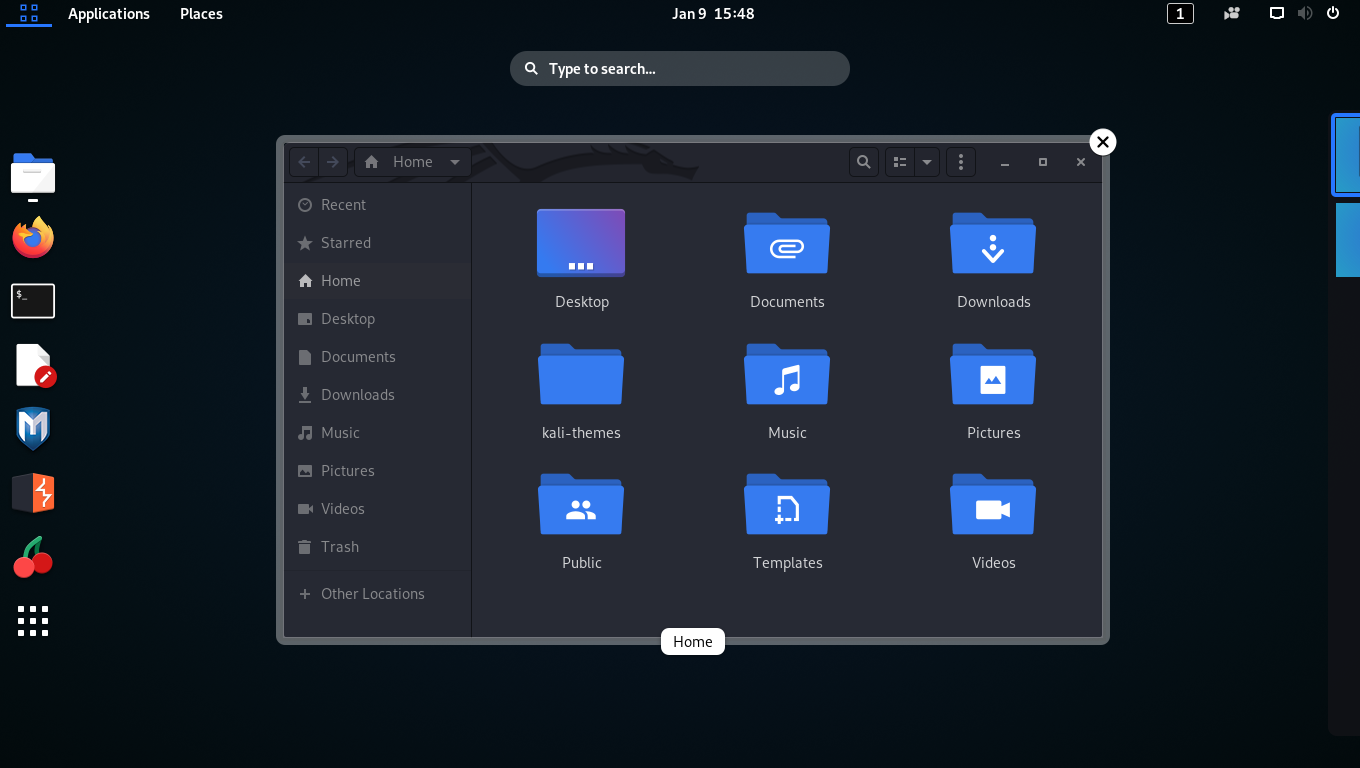 Applications Places Jan 9 15:48 1
Type to search...
Home
Recent
Starred
Home
Desktop
Documents
Downloads
Music
Pictures
Videos
Trash
Other Locations
Desktop Documents Downloads
kali-themes Music Pictures
Public Templates Videos
Home
$_